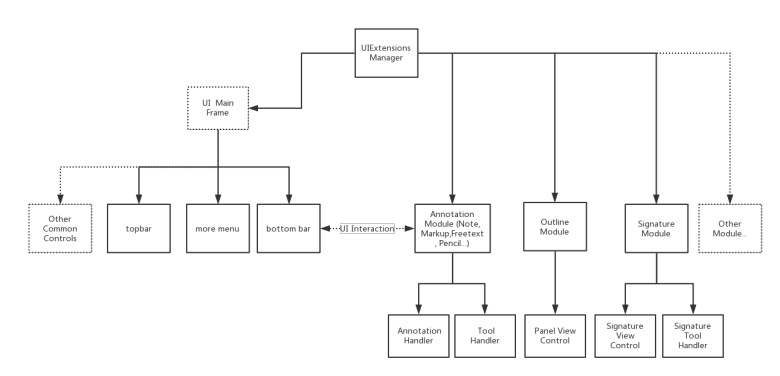 UIExtensions
Manager
UI Main
Frame
Other
Common
Controls
topbar
more menu
bottom bar
UI Interaction
Annotation
Module (Note,
Markup,Freetext
, Pencil...)
Outline
Module
Signature
Module
Other
Module...
Annotation
Handler
Tool
Handler
Panel View
Control
Signature
View
Control
Signature
Tool
Handler